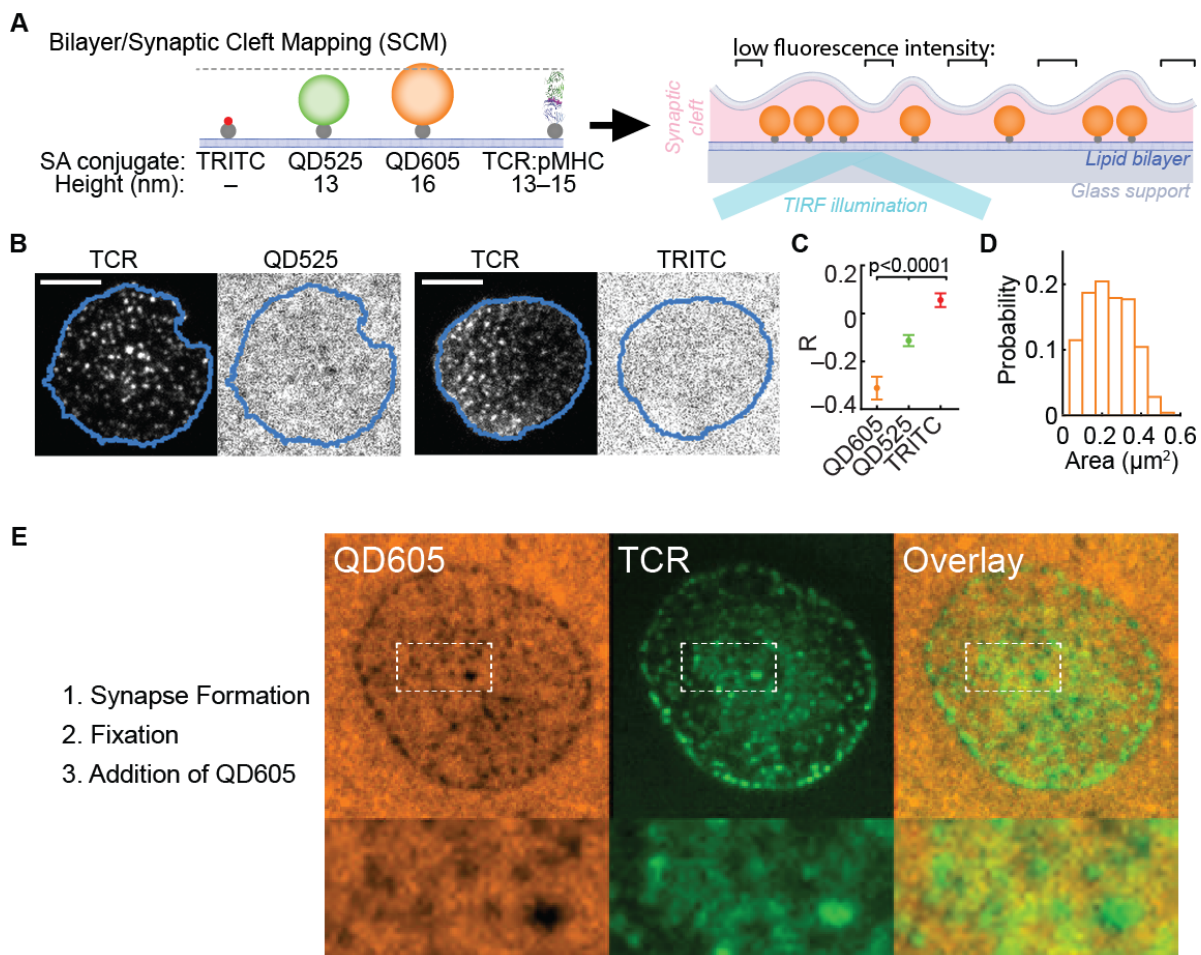 A
Bilayer/Synaptic Cleft Mapping (SCM)
SA conjugate: TRITC QD525 QD605 TCR:pMHC
Height (nm): – 13 16 13–15
low fluorescence intensity:
Synaptic cleft
Lipid bilayer
Glass support
TIRF illumination
B
TCR QD525 TCR TRITC
C
p<0.0001
R
0.2
0
–0.2
–0.4
QD605
QD525
TRITC
D
Probability
0.2
0.1
0
0 0.2 0.4 0.6
Area (µm²)
E
1. Synapse Formation
2. Fixation
3. Addition of QD605
QD605 TCR Overlay